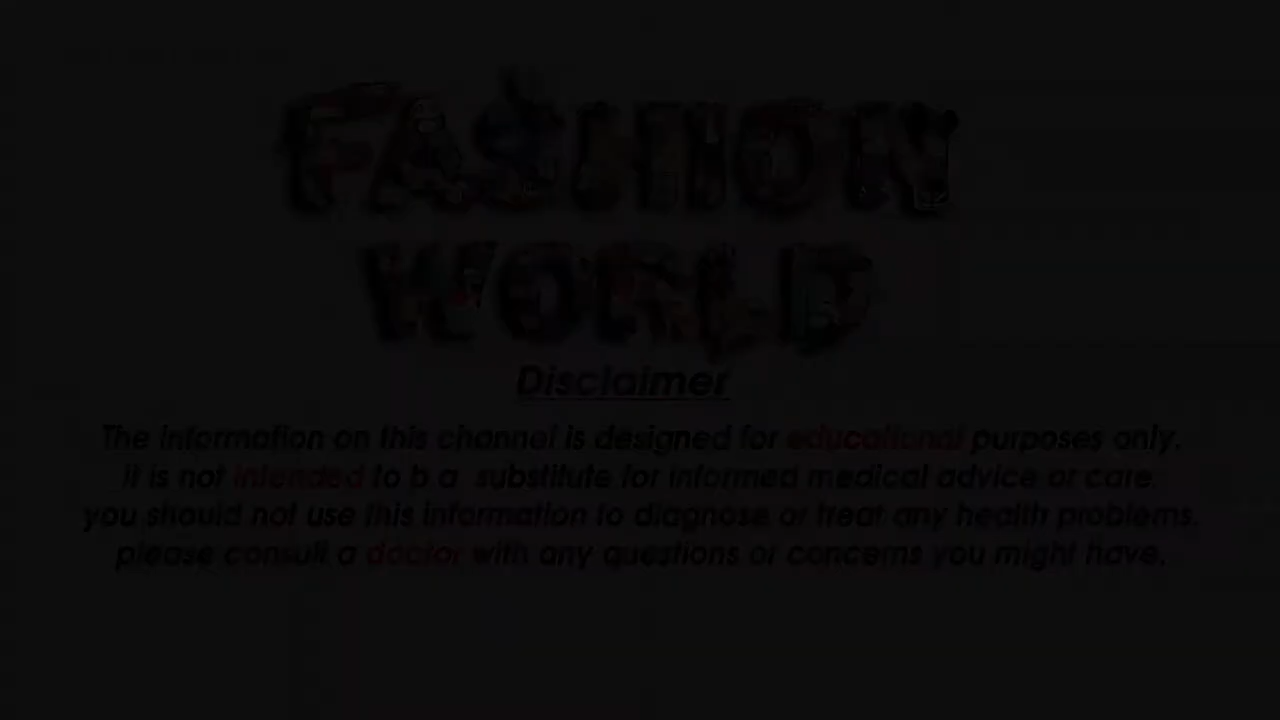 FASHION
WORLD
Disclaimer
The information on this channel is designed for educational purposes only.
it is not intended to b a substitute for informed medical advice or care.
you should not use this information to diagnose or treat any health problems.
please consult a doctor with any questions or concerns you might have.